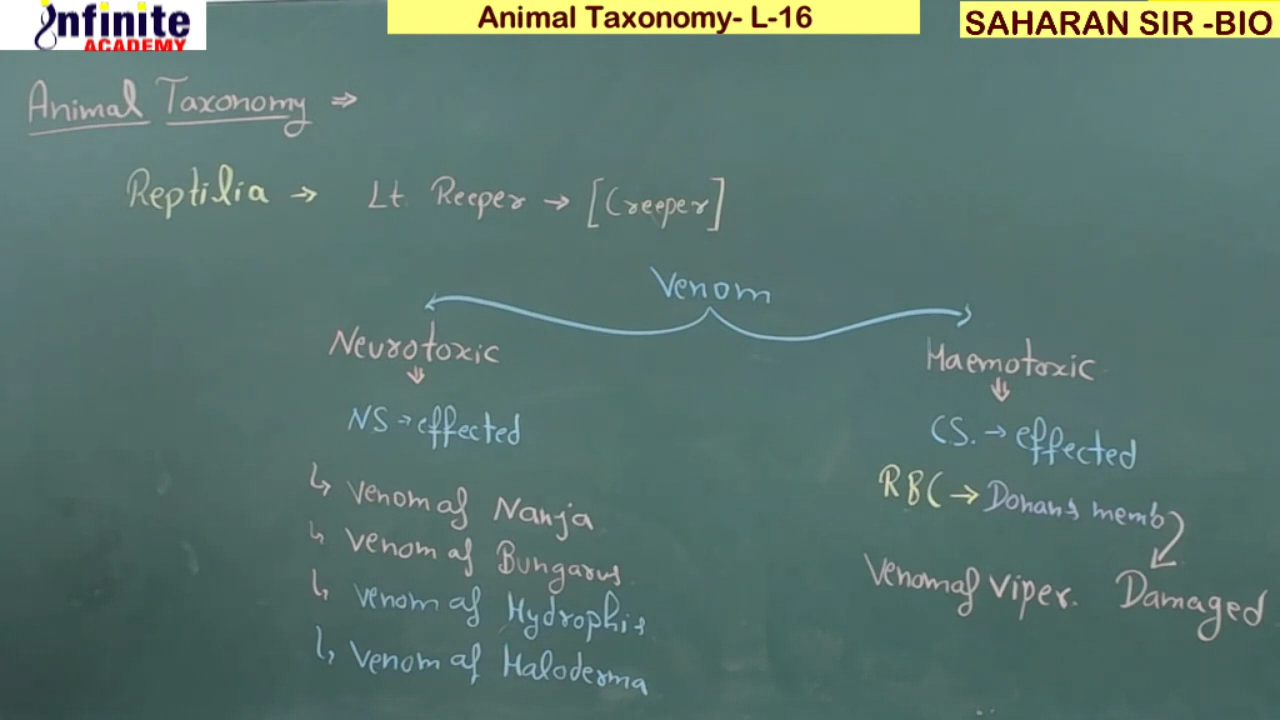 infinite
ACADEMY
Animal Taxonomy- L-16
SAHARAN SIR -BIO
Animal Taxonomy ⇒
Reptilia → Lt. Reeper → [Creeper]
Venom
Neurotoxic
Haemotoxic
NS → effected
CS. → effected
RBC → Donans memb
↳ Venom of Nanja
↳ Venom of Bungarus
↳ Venom of Hydrophis
↳ Venom of Haloderma
Venom of Viper. Damaged